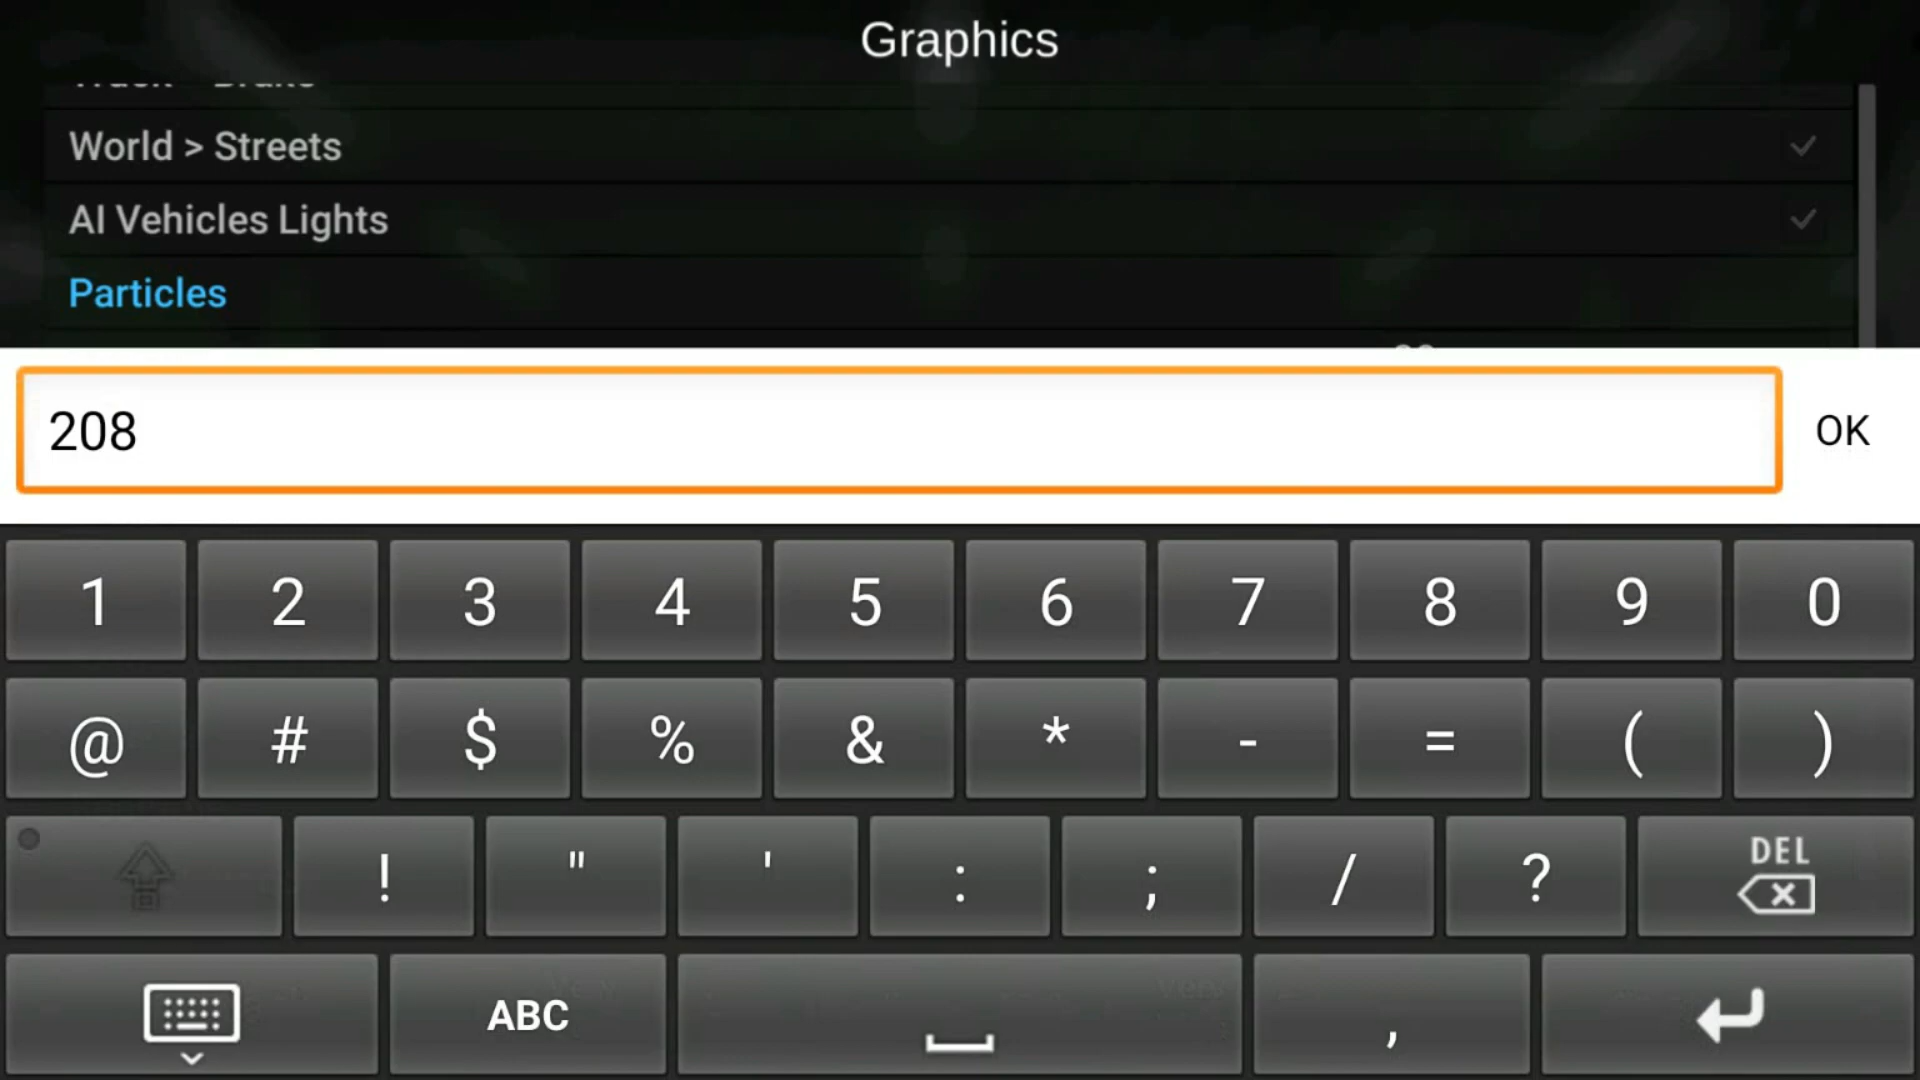 Graphics
World > Streets
AI Vehicles Lights
Particles
208
OK
1 2 3 4 5 6 7 8 9 0
@ # $ % & * - = ( )
! " ' : ; / ? DEL
ABC ,